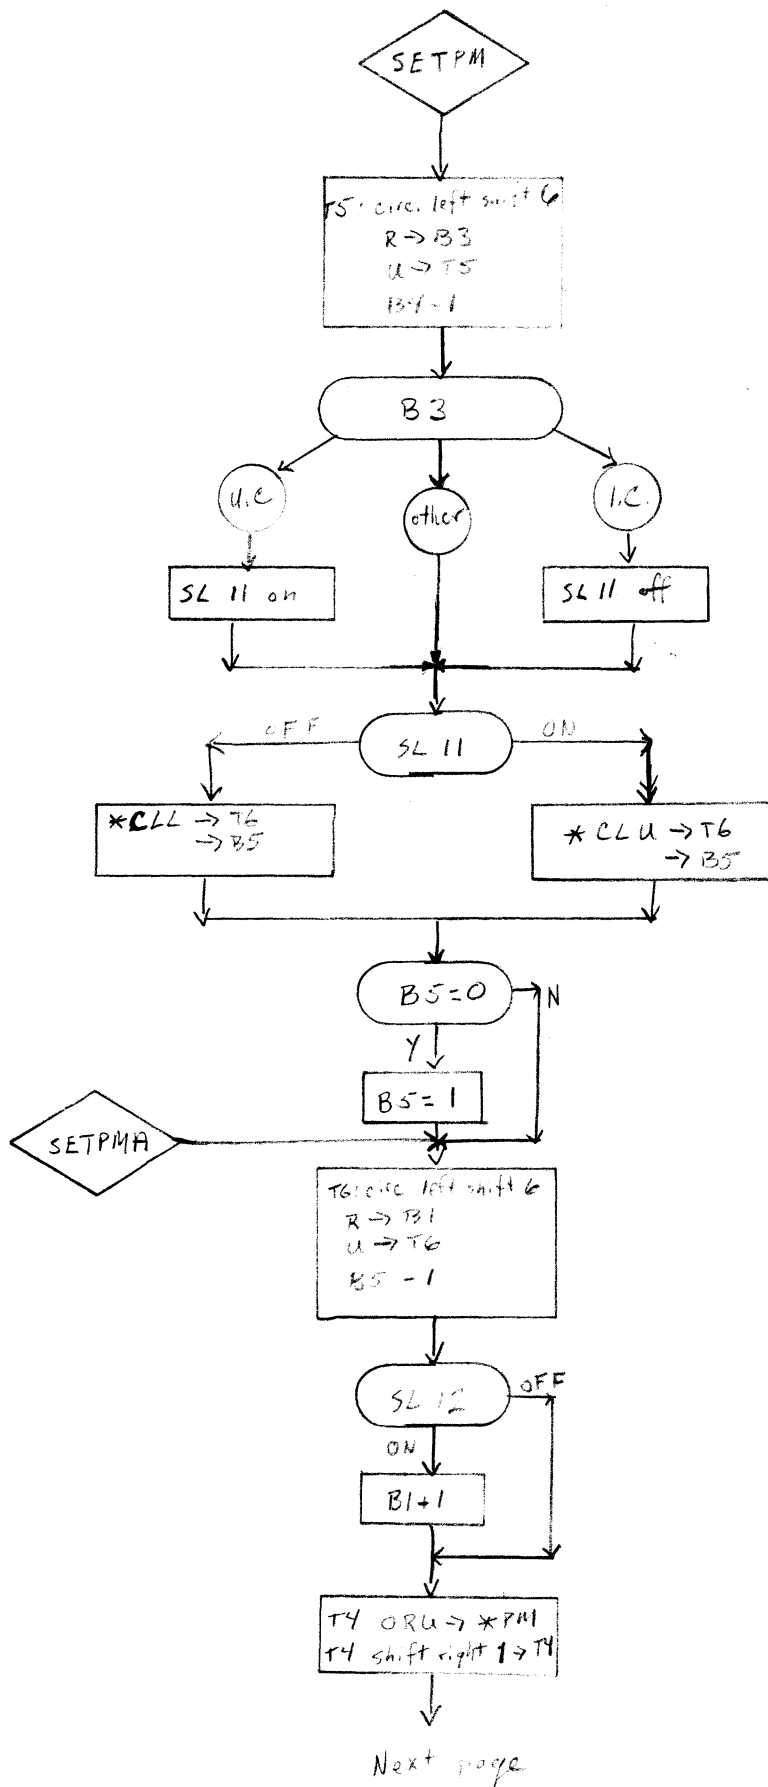 SETPM
T5: circ. left shift 6
R → B3
U → T5
B4 - 1
B3
U.C
other
l.C.
SL 11 on
SL 11 off
OFF
SL 11
ON
*CLL → T6
→ B5
* CLU → T6
→ B5
B5=0
N
Y
B5= 1
SETPMA
T6: circ left shift 6
R → B1
U → T6
B5 - 1
SL 12
OFF
ON
B1+1
T4 ORU → *PM
T4 shift right 1 → T4
Next page